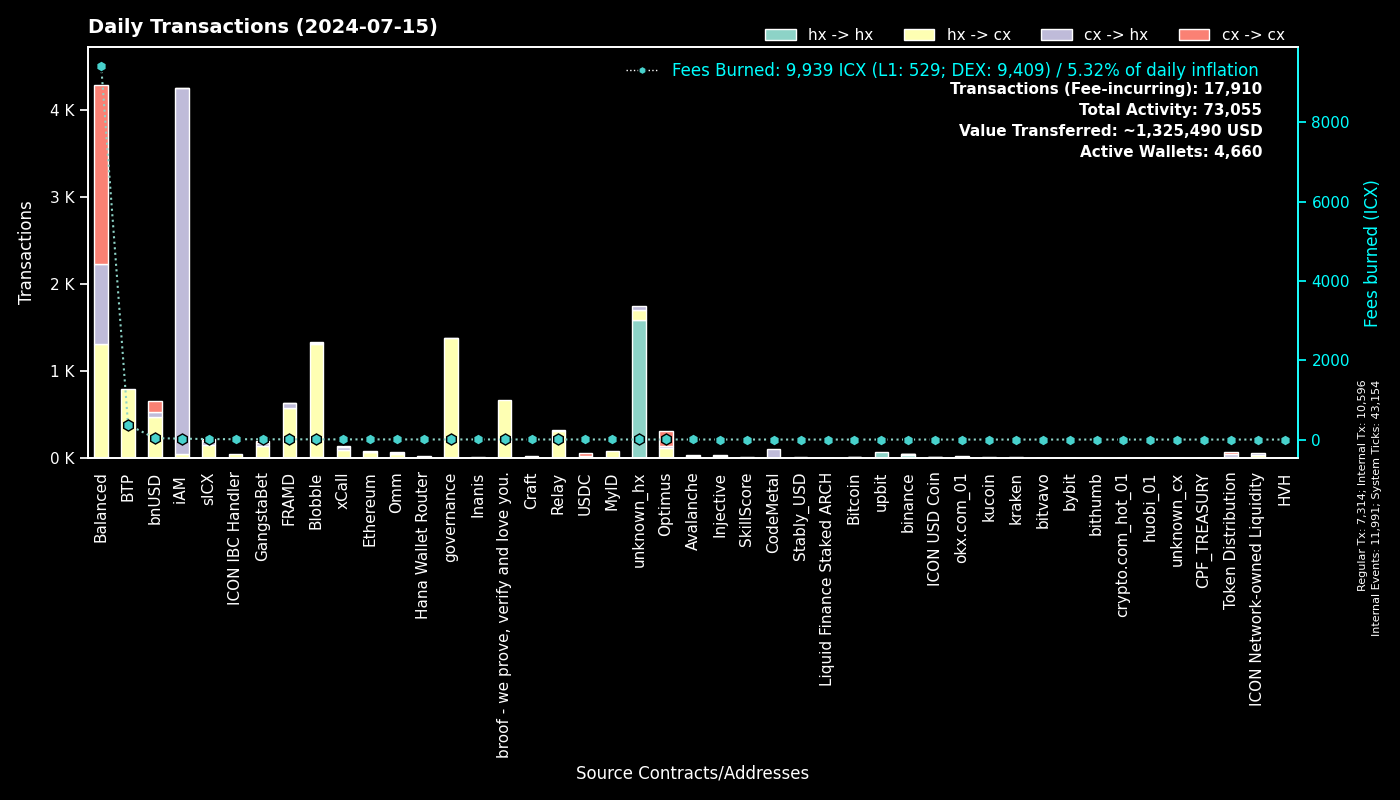 Daily Transactions (2024-07-15)
hx -> hx
hx -> cx
cx -> hx
cx -> cx
Fees Burned: 9,939 ICX (L1: 529; DEX: 9,409) / 5.32% of daily inflation
Transactions (Fee-incurring): 17,910
Total Activity: 73,055
Value Transferred: ~1,325,490 USD
Active Wallets: 4,660
Transactions
4 K
3 K
2 K
1 K
0 K
8000
6000
4000
2000
0
Fees burned (ICX)
Regular Tx: 7,314; Internal Tx: 10,596
Internal Events: 11,991; System Ticks: 43,154
Balanced
BTP
bnUSD
iAM
sICX
ICON IBC Handler
GangstaBet
FRAMD
Blobble
xCall
Ethereum
Omm
Hana Wallet Router
governance
Inanis
broof - we prove, verify and love you.
Craft
Relay
USDC
MyID
unknown_hx
Optimus
Avalanche
Injective
SkillScore
CodeMetal
Stably_USD
Liquid Finance Staked ARCH
Bitcoin
upbit
binance
ICON USD Coin
okx.com_01
kucoin
kraken
bitvavo
bybit
bithumb
crypto.com_hot_01
huobi_01
unknown_cx
CPF_TREASURY
Token Distribution
ICON Network-owned Liquidity
HVH
Source Contracts/Addresses